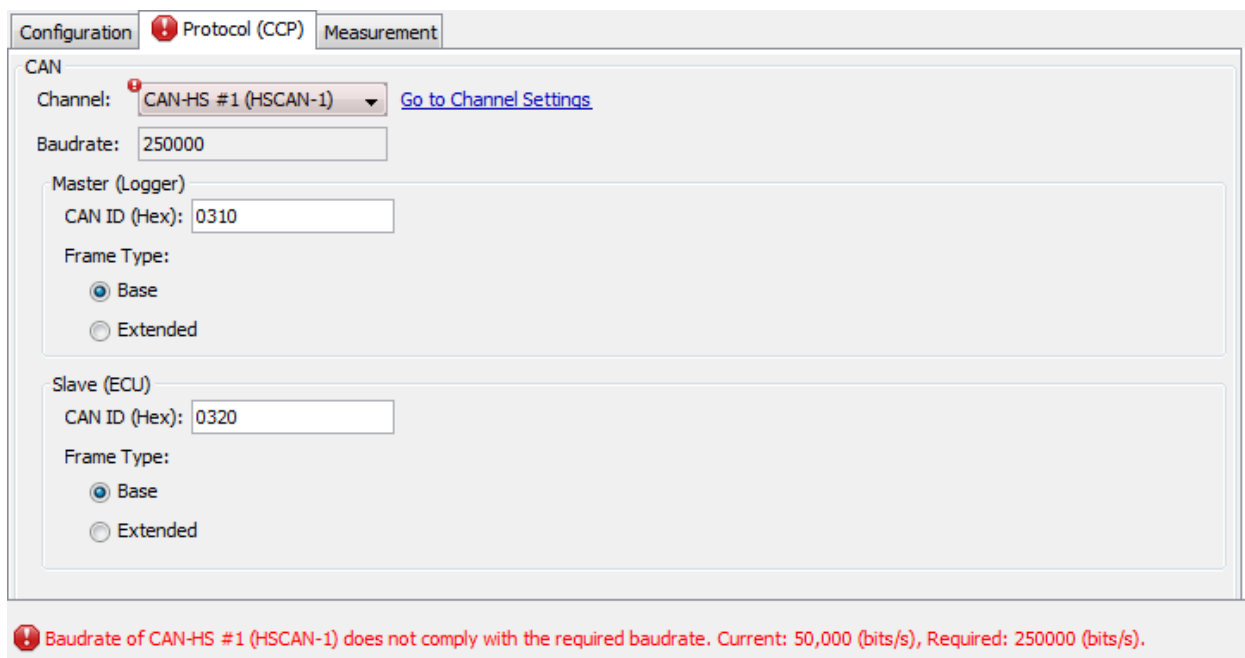 Configuration Protocol (CCP) Measurement
CAN
Channel: CAN-HS #1 (HSCAN-1) Go to Channel Settings
Baudrate: 250000
Master (Logger)
CAN ID (Hex): 0310
Frame Type:
Base
Extended
Slave (ECU)
CAN ID (Hex): 0320
Frame Type:
Base
Extended
Baudrate of CAN-HS #1 (HSCAN-1) does not comply with the required baudrate. Current: 50,000 (bits/s), Required: 250000 (bits/s).